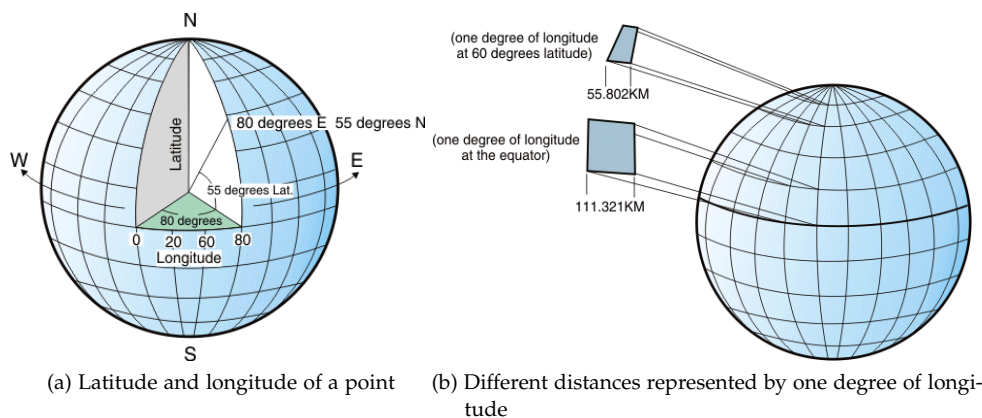 N
W
E
S
Latitude
80 degrees E 55 degrees N
55 degrees Lat.
80 degrees
0 20 60 80
Longitude
(a) Latitude and longitude of a point
(one degree of longitude
at 60 degrees latitude)
55.802KM
(one degree of longitude
at the equator)
111.321KM
(b) Different distances represented by one degree of longi-
tude